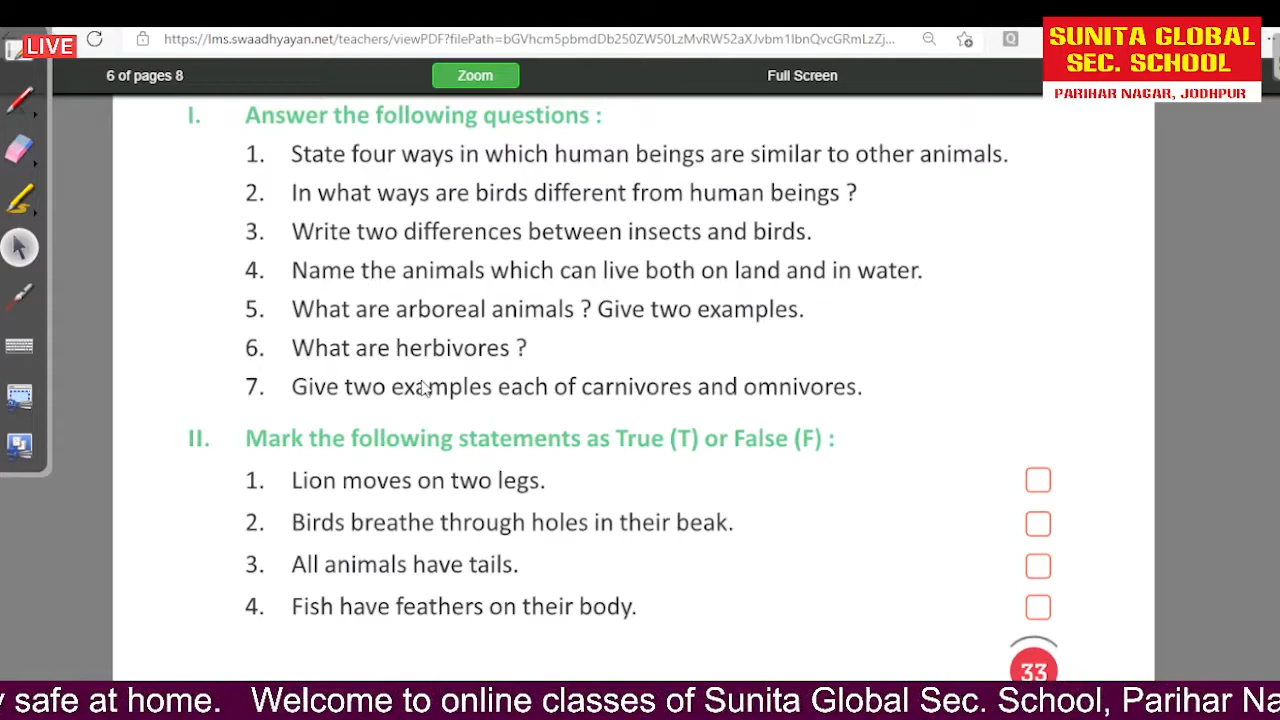 LIVE
https://lms.swaadhyayan.net/teachers/viewPDF?filePath=bGVhcm5pbmdDb250ZW50LzMvRW52aXJvbm1lbnQvcGRmLzZj...
SUNITA GLOBAL
SEC. SCHOOL
PARIHAR NAGAR, JODHPUR
6 of pages 8
Zoom
Full Screen
I. Answer the following questions :
1. State four ways in which human beings are similar to other animals.
2. In what ways are birds different from human beings ?
3. Write two differences between insects and birds.
4. Name the animals which can live both on land and in water.
5. What are arboreal animals ? Give two examples.
6. What are herbivores ?
7. Give two examples each of carnivores and omnivores.
II. Mark the following statements as True (T) or False (F) :
1. Lion moves on two legs.
2. Birds breathe through holes in their beak.
3. All animals have tails.
4. Fish have feathers on their body.
33
y safe at home. Welcome to online classes of Sunita Global Sec. School, Parihar Na